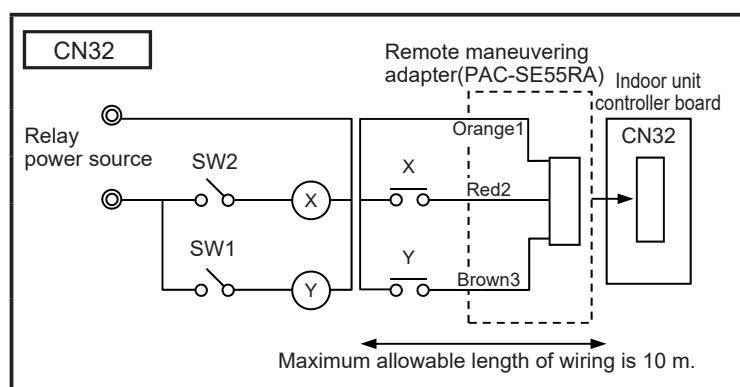 CN32
Remote maneuvering
adapter(PAC-SE55RA)
Indoor unit
controller board
CN32
Orange1
Relay
power source
SW2
X
X
Red2
SW1
Y
Y
Brown3
Maximum allowable length of wiring is 10 m.